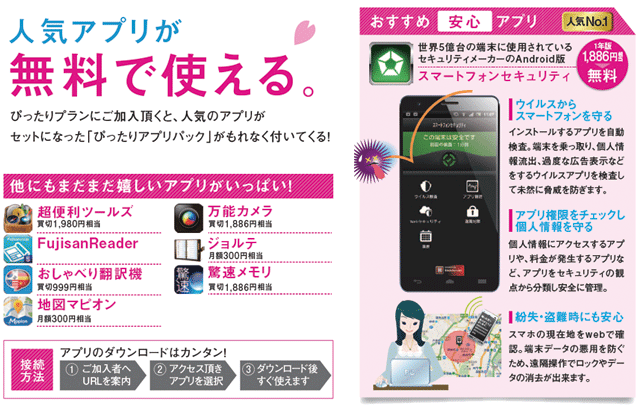 人気アプリが
無料で使える。
ぴったりプランにご加入頂くと、人気のアプリが
セットになった「ぴったりアプリパック」がもれなく付いてくる!
他にもまだまだ嬉しいアプリがいっぱい!
超便利ツールズ
買切1,980円相当
FujisanReader
おしゃべり翻訳機
買切999円相当
地図マピオン
月額300円相当
万能カメラ
買切1,886円相当
ジョルテ
月額300円相当
驚速
驚速メモリ
買切1,886円相当
接続
方法
アプリのダウンロードはカンタン!
① ご加入者へ
URLを案内
② アクセス頂き
アプリを選択
③ ダウンロード後
すぐ使えます
おすすめ 安心 アプリ
人気No.1
世界5億台の端末に使用されている
セキュリティメーカーのAndroid版
スマートフォンセキュリティ
1年版
1,886円相当
無料
ウイルスから
スマートフォンを守る
インストールするアプリを自動
検査。端末を乗っ取り、個人情
報流出、過度な広告表示など
をするウイルスアプリを検査し
て未然に脅威を防ぎます。
この端末は安全です
アプリ権限をチェックし
個人情報を守る
個人情報にアクセスするアプ
リや、料金が発生するアプリな
ど、アプリをセキュリティの観
点から分類し安全に管理。
紛失・盗難時にも安心
スマホの現在地をwebで確
認。端末データの悪用を防ぐ
ため、遠隔操作でロックやデー
タの消去が出来ます。